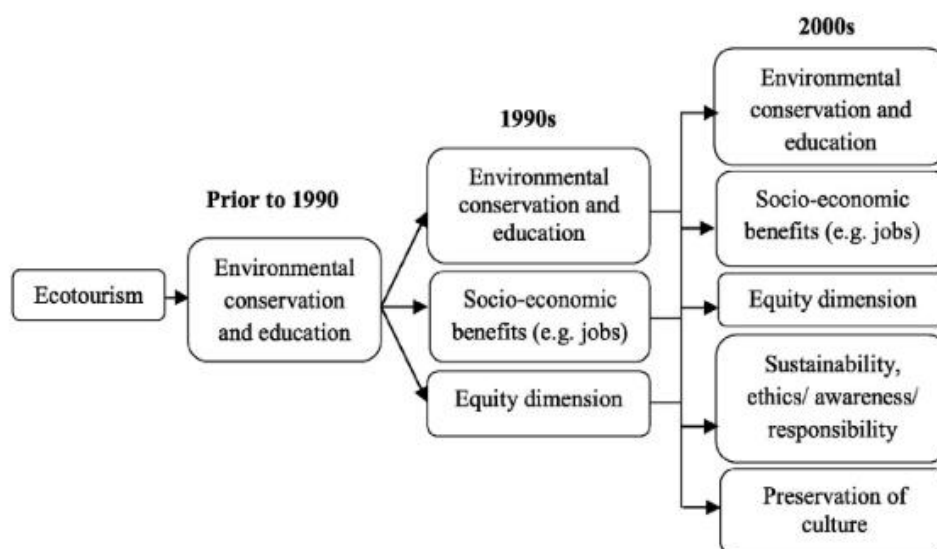 2000s
Environmental
conservation and
education
1990s
Environmental
conservation and
education
Socio-economic
benefits (e.g. jobs)
Prior to 1990
Environmental
conservation
and education
Ecotourism
Socio-economic
benefits (e.g. jobs)
Equity dimension
Equity dimension
Sustainability,
ethics/ awareness/
responsibility
Preservation of
culture